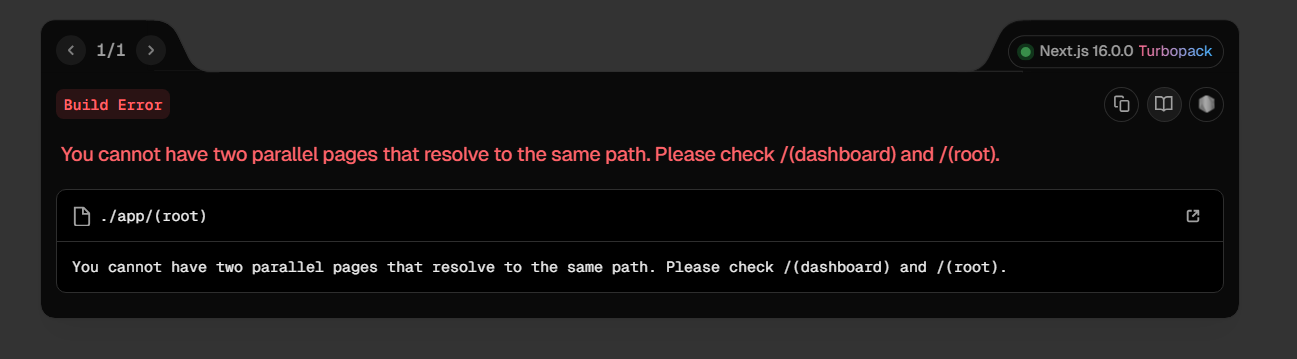 1/1
Next.js 16.0.0 Turbopack
Build Error
You cannot have two parallel pages that resolve to the same path. Please check /(dashboard) and /(root).
./app/(root)
You cannot have two parallel pages that resolve to the same path. Please check /(dashboard) and /(root).